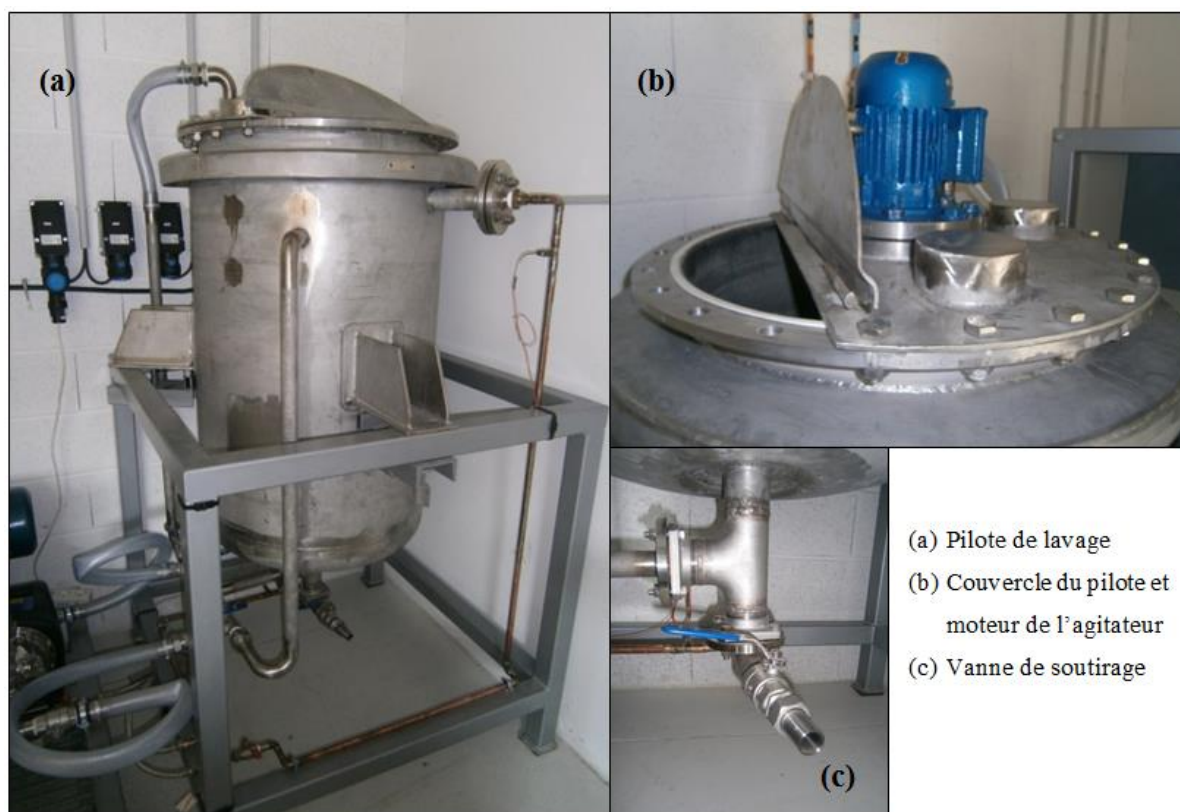 (a)
(b)
(c)
(a) Pilote de lavage
(b) Couvercle du pilote et
moteur de l'agitateur
(c) Vanne de soutirage